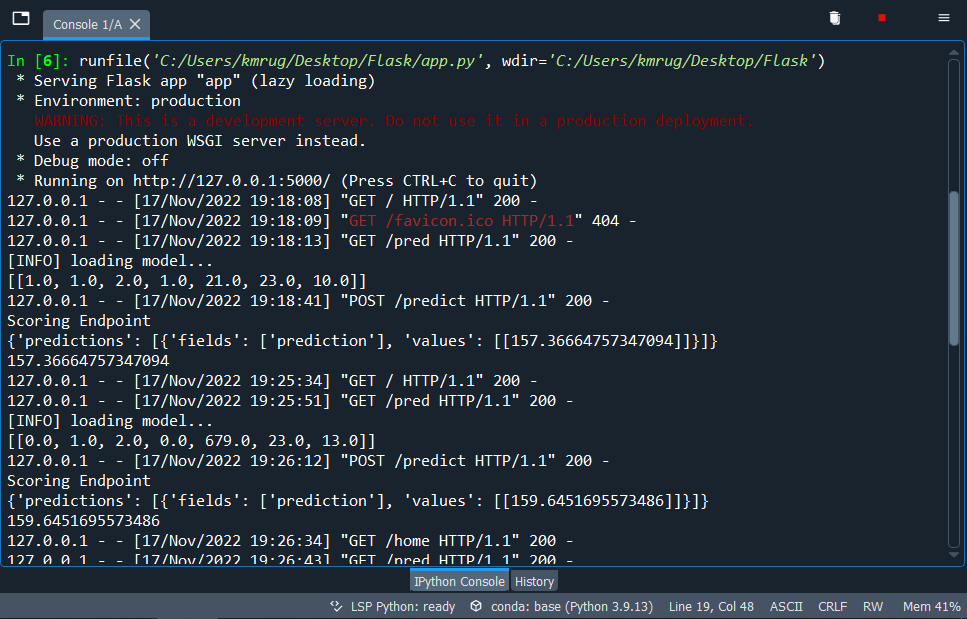 Console 1/A
In [6]: runfile('C:/Users/kmrug/Desktop/Flask/app.py', wdir='C:/Users/kmrug/Desktop/Flask')
* Serving Flask app "app" (lazy loading)
* Environment: production
WARNING: This is a development server. Do not use it in a production deployment.
Use a production WSGI server instead.
* Debug mode: off
* Running on http://127.0.0.1:5000/ (Press CTRL+C to quit)
127.0.0.1 - - [17/Nov/2022 19:18:08] "GET / HTTP/1.1" 200 -
127.0.0.1 - - [17/Nov/2022 19:18:09] "GET /favicon.ico HTTP/1.1" 404 -
127.0.0.1 - - [17/Nov/2022 19:18:13] "GET /pred HTTP/1.1" 200 -
[INFO] loading model...
[[1.0, 1.0, 2.0, 1.0, 21.0, 23.0, 10.0]]
127.0.0.1 - - [17/Nov/2022 19:18:41] "POST /predict HTTP/1.1" 200 -
Scoring Endpoint
{'predictions': [{'fields': ['prediction'], 'values': [[157.36664757347094]]}]}
157.36664757347094
127.0.0.1 - - [17/Nov/2022 19:25:34] "GET / HTTP/1.1" 200 -
127.0.0.1 - - [17/Nov/2022 19:25:51] "GET /pred HTTP/1.1" 200 -
[INFO] loading model...
[[0.0, 1.0, 2.0, 0.0, 679.0, 23.0, 13.0]]
127.0.0.1 - - [17/Nov/2022 19:26:12] "POST /predict HTTP/1.1" 200 -
Scoring Endpoint
{'predictions': [{'fields': ['prediction'], 'values': [[159.6451695573486]]}]}
159.6451695573486
127.0.0.1 - - [17/Nov/2022 19:26:34] "GET /home HTTP/1.1" 200 -
127.0.0.1 - - [17/Nov/2022 19:26:43] "GET /pred HTTP/1.1" 200 -
IPython Console History
LSP Python: ready conda: base (Python 3.9.13) Line 19, Col 48 ASCII CRLF RW Mem 41%